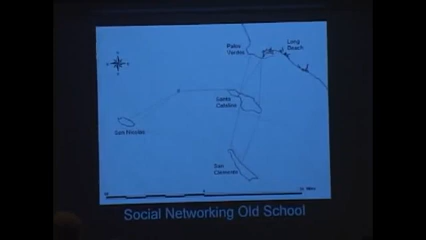 Palos
Verdes
Long
Beach
Santa
Catalina
San Nicolas
San
Clemente
Social Networking Old School